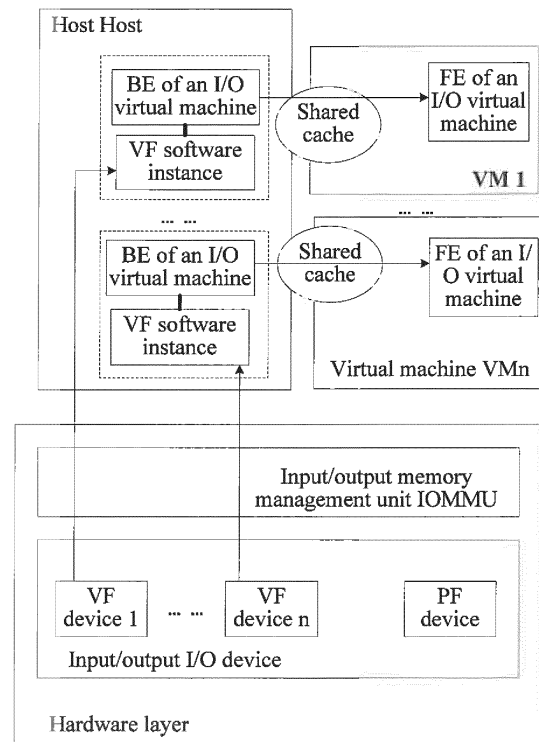 Host Host
BE of an I/O
virtual machine
VF software
instance
Shared
cache
FE of an
I/O virtual
machine
VM 1
... ...
... ...
BE of an I/O
virtual machine
VF software
instance
Shared
cache
FE of an I/
O virtual
machine
Virtual machine VMn
Input/output memory
management unit IOMMU
VF
device 1
... ...
VF
device n
PF
device
Input/output I/O device
Hardware layer